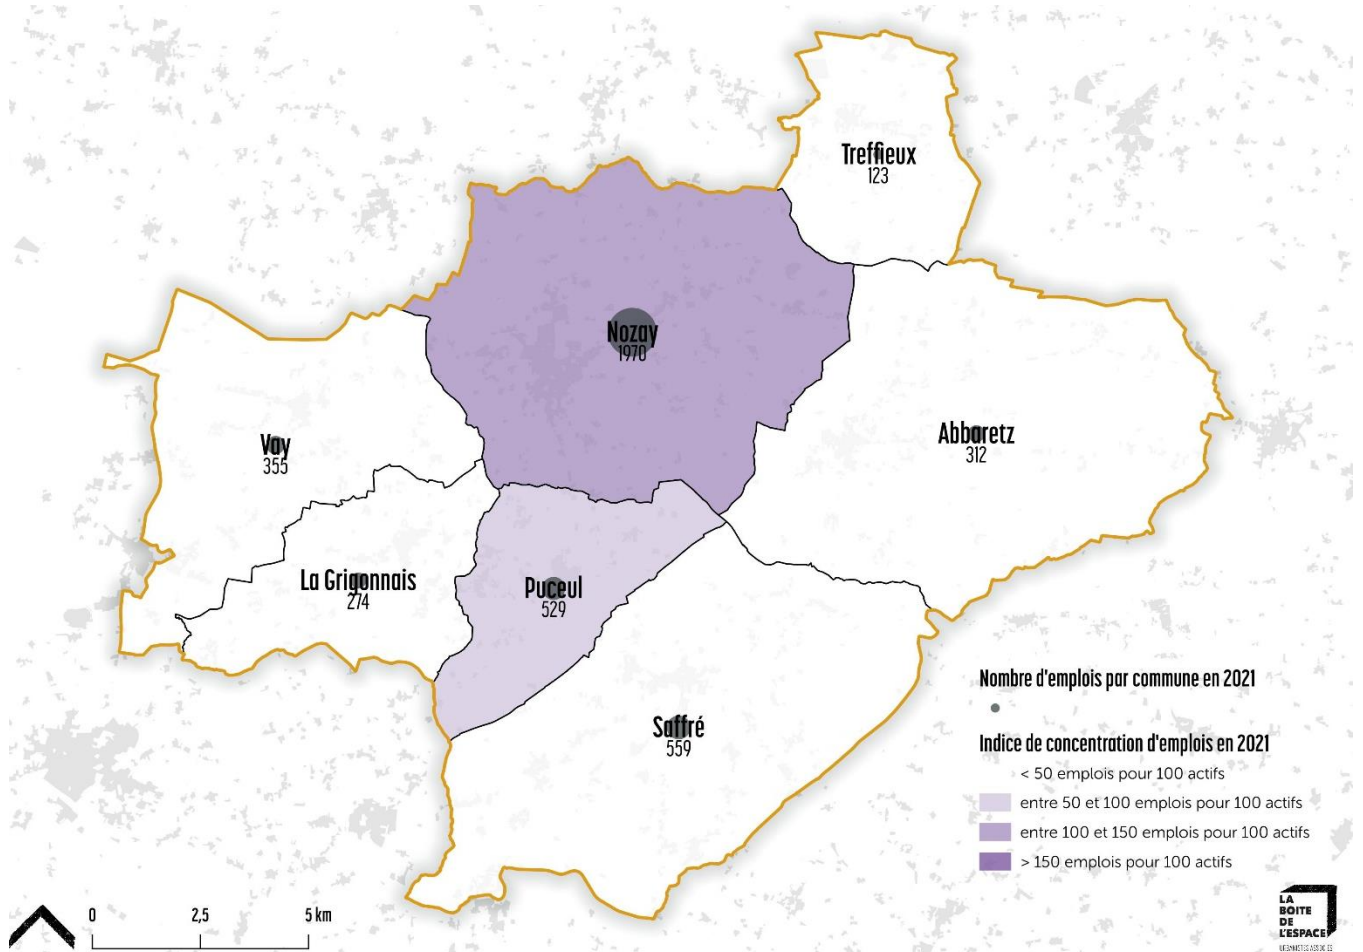 Treffieux
123
Nozay
1970
Vay
355
Abbaretz
312
La Grigonnais
274
Puceul
529
Saffré
559
Nombre d'emplois par commune en 2021
Indice de concentration d'emplois en 2021
< 50 emplois pour 100 actifs
entre 50 et 100 emplois pour 100 actifs
entre 100 et 150 emplois pour 100 actifs
> 150 emplois pour 100 actifs
0 2,5 5 km
LA
BOITE
DE
L'ESPACE
URBANISTES ASSOCIÉS